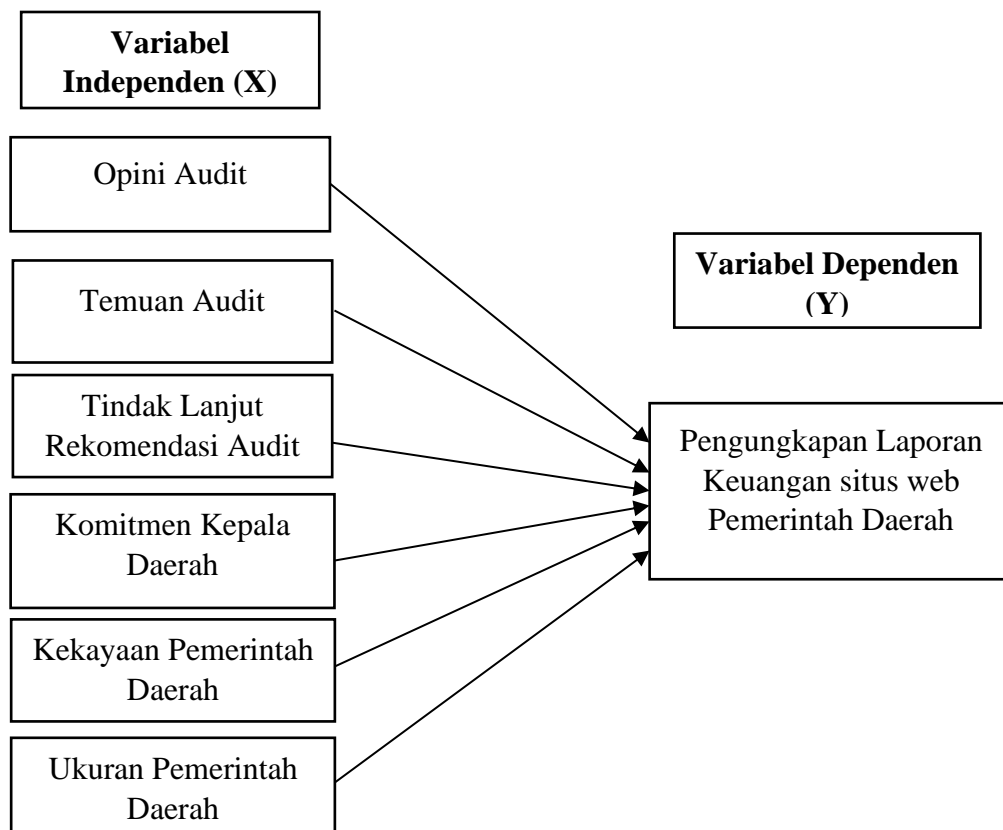 Variabel
Independen (X)
Opini Audit
Temuan Audit
Tindak Lanjut
Rekomendasi Audit
Komitmen Kepala
Daerah
Kekayaan Pemerintah
Daerah
Ukuran Pemerintah
Daerah
Variabel Dependen
(Y)
Pengungkapan Laporan
Keuangan situs web
Pemerintah Daerah